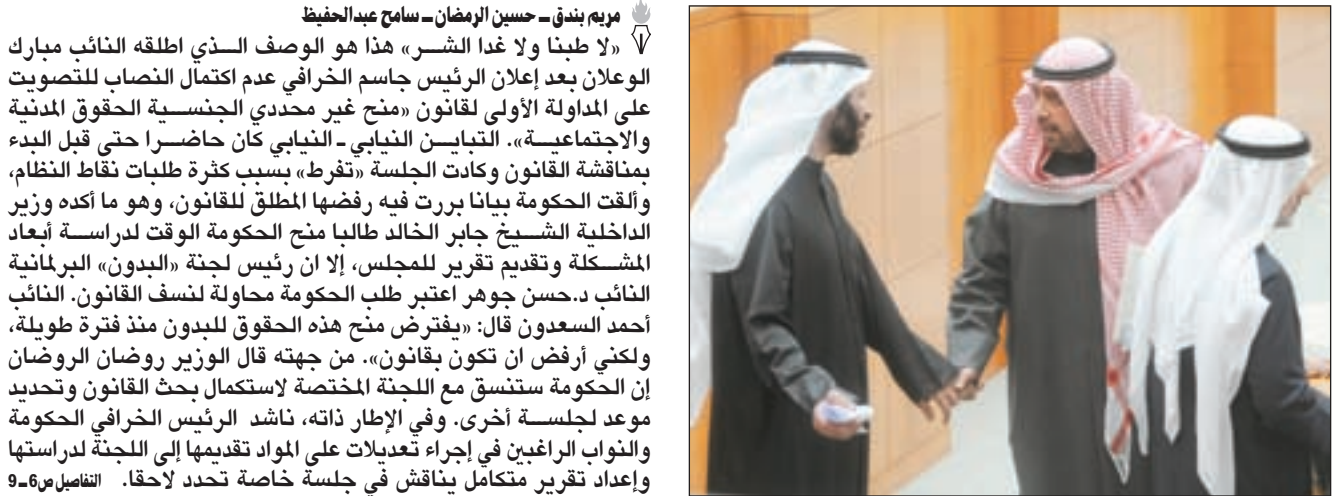 مريم بندق ـ حسين الرمضان ـ سامح عبدالحفيظ
«لا طبنا ولا غدا الشر» هذا هو الوصف الذي اطلقه النائب مبارك
الوعلان بعد إعلان الرئيس جاسم الخرافي عدم اكتمال النصاب للتصويت
على المداولة الأولى لقانون «منح غير محددي الجنسية الحقوق المدنية
والاجتماعية». التباين النيابي ـ النيابي كان حاضرا حتى قبل البدء
بمناقشة القانون وكادت الجلسة «تفرط» بسبب كثرة طلبات نقاط النظام،
وألقت الحكومة بيانا بررت فيه رفضها المطلق للقانون، وهو ما أكده وزير
الداخلية الشيخ جابر الخالد طالبا منح الحكومة الوقت لدراسة أبعاد
المشكلة وتقديم تقرير للمجلس، إلا ان رئيس لجنة «البدون» البرلمانية
النائب د.حسن جوهر اعتبر طلب الحكومة محاولة لنسف القانون. النائب
أحمد السعدون قال: «يفترض منح هذه الحقوق للبدون منذ فترة طويلة،
ولكني أرفض ان تكون بقانون». من جهته قال الوزير روضان الروضان
إن الحكومة ستنسق مع اللجنة المختصة لاستكمال بحث القانون وتحديد
موعد لجلسة أخرى. وفي الإطار ذاته، ناشد الرئيس الخرافي الحكومة
والنواب الراغبين في إجراء تعديلات على المواد تقديمها إلى اللجنة لدراستها
وإعداد تقرير متكامل يناقش في جلسة خاصة تحدد لاحقا. التفاصيل ص6ـ9